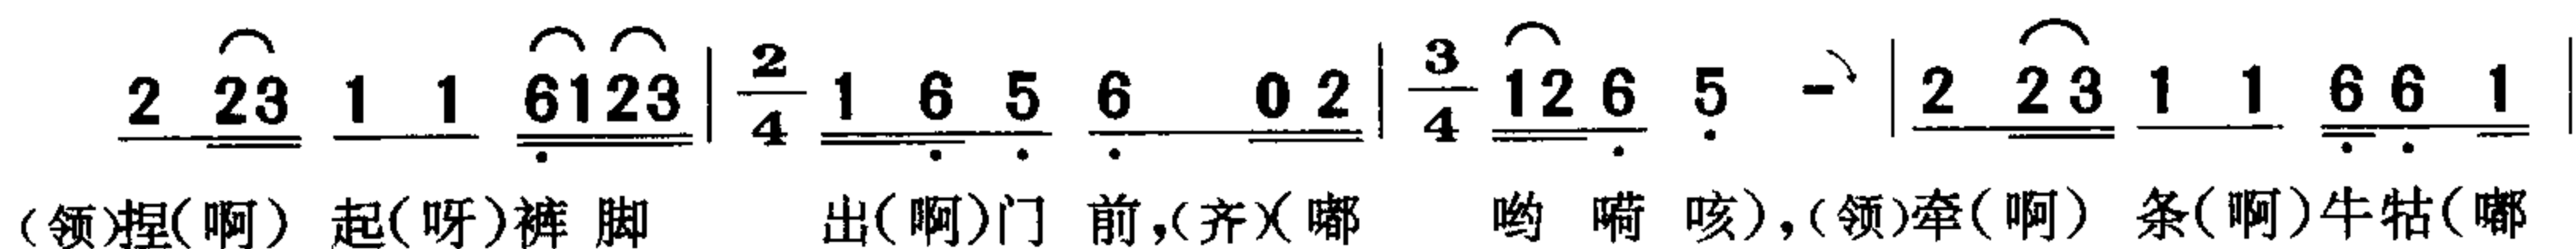 2 23 1 1 6123 | 2/4 1 6 5 6 0 2 | 3/4 12 6 5 - | 2 23 1 1 6 6 1 |
(领)捏(啊) 起(呀)裤 脚 出(啊)门 前,(齐)(嘟 哟 嗬 咳),(领)牵(啊) 条(啊)牛牯(嘟